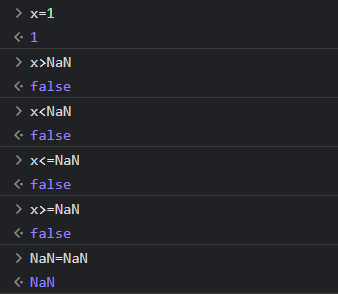 x=1
1
x>NaN
false
x<NaN
false
x<=NaN
false
x>=NaN
false
NaN=NaN
NaN